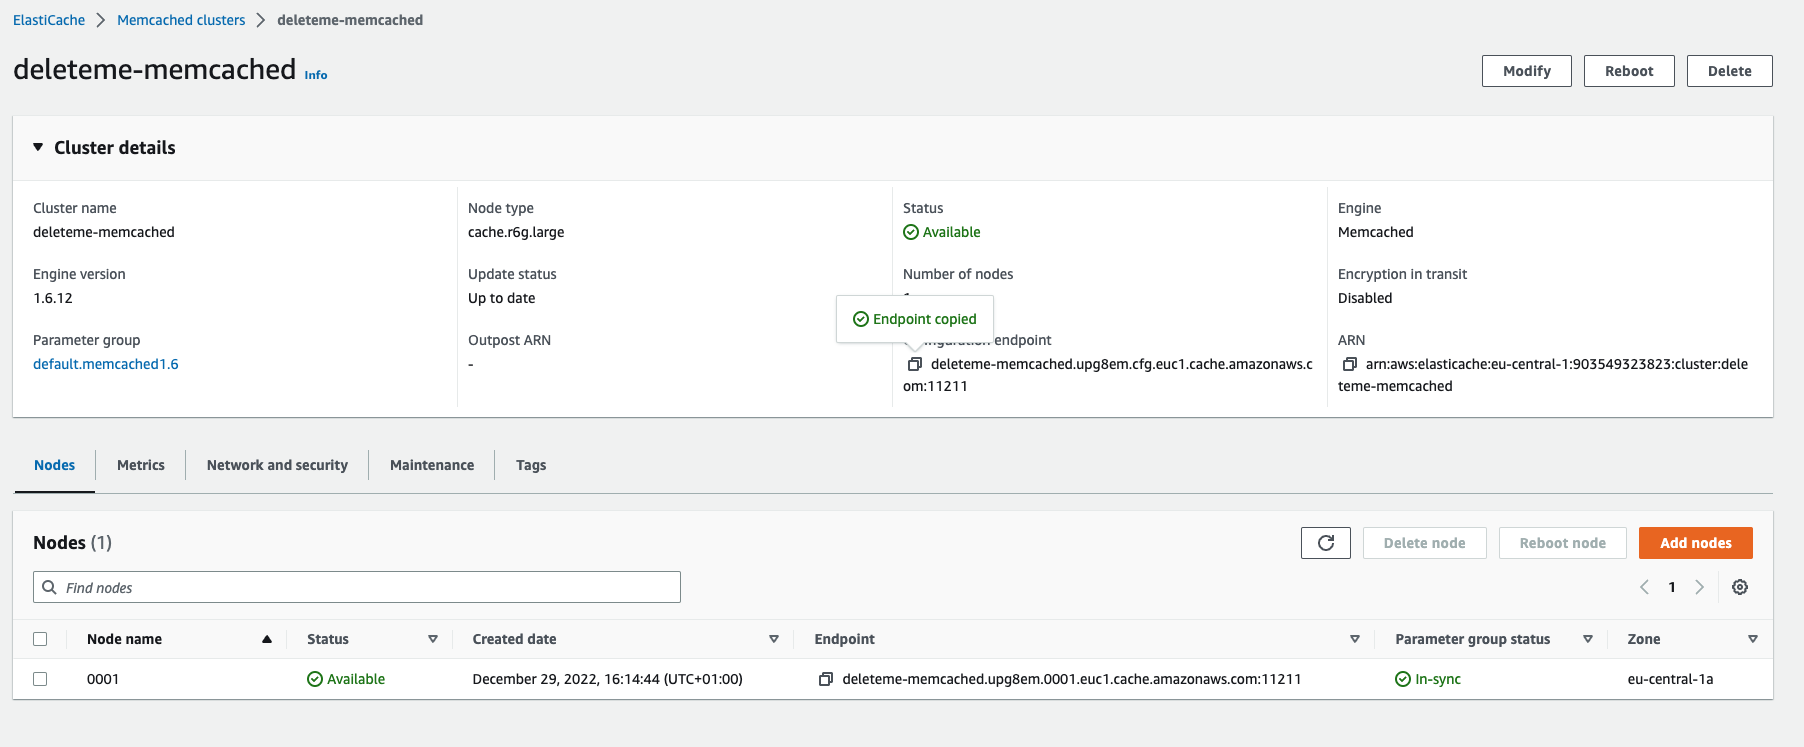 ElastiCache > Memcached clusters > deleteme-memcached
deleteme-memcached Info
Modify Reboot Delete
Cluster details
Cluster name
deleteme-memcached
Engine version
1.6.12
Parameter group
default.memcached1.6
Node type
cache.r6g.large
Update status
Up to date
Outpost ARN
-
Status
Available
Number of nodes
Endpoint copied
endpoint
deleteme-memcached.upg8em.cfg.euc1.cache.amazonaws.c
om:11211
Engine
Memcached
Encryption in transit
Disabled
ARN
arn:aws:elasticache:eu-central-1:903549323823:cluster:dele
teme-memcached
Nodes Metrics Network and security Maintenance Tags
Nodes (1)
Delete node Reboot node Add nodes
Find nodes
1
Node name Status Created date Endpoint Parameter group status Zone
0001 Available December 29, 2022, 16:14:44 (UTC+01:00) deleteme-memcached.upg8em.0001.euc1.cache.amazonaws.com:11211 In-sync eu-central-1a